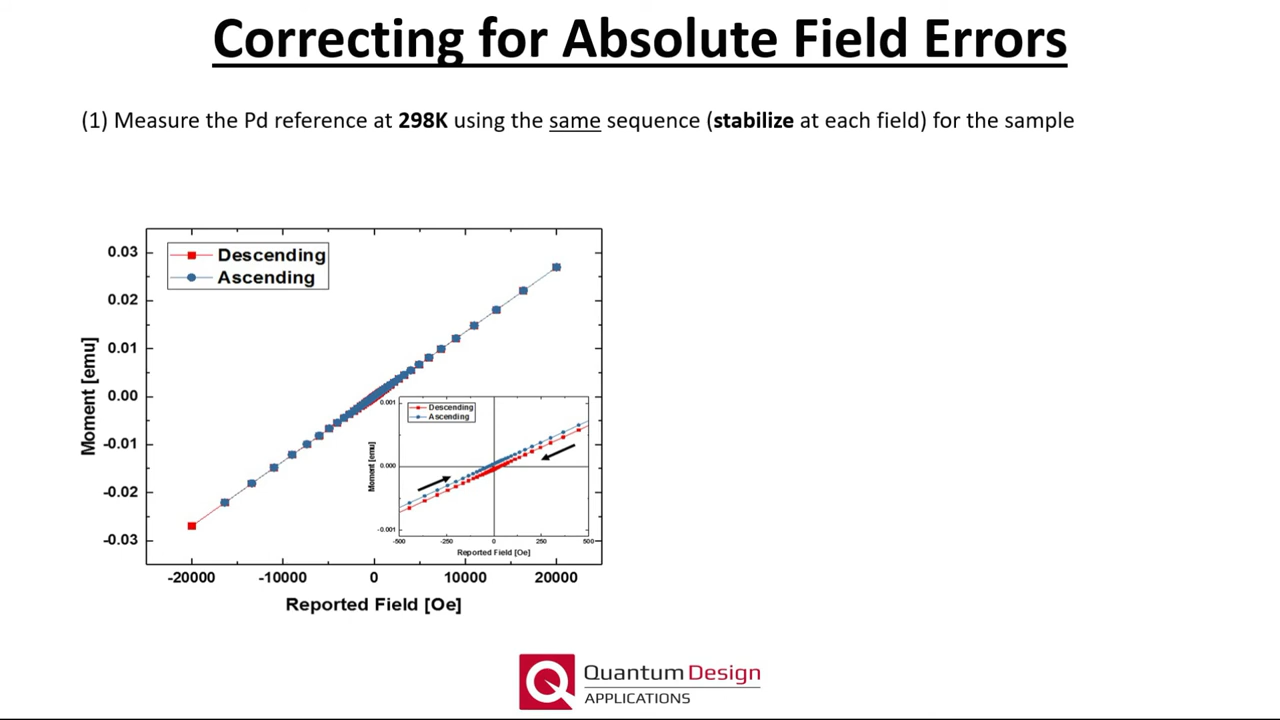 Correcting for Absolute Field Errors
(1) Measure the Pd reference at 298K using the same sequence (stabilize at each field) for the sample
Descending
Ascending
0.03
0.02
0.01
0.00
-0.01
-0.02
-0.03
Moment [emu]
-20000 -10000 0 10000 20000
Reported Field [Oe]
Descending
Ascending
0.001
0.000
-0.001
Moment [emu]
-500 -250 0 250 500
Reported Field [Oe]
Quantum Design
APPLICATIONS